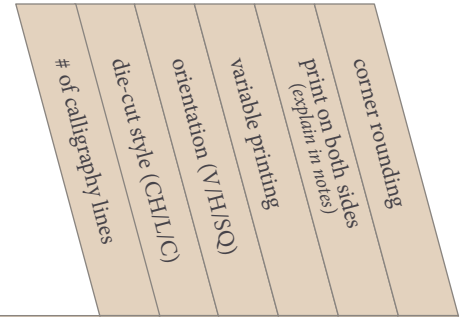 # of calligraphy lines
die-cut style (CH/L/C)
orientation (V/H/SQ)
variable printing
print on both sides
(explain in notes)
corner rounding